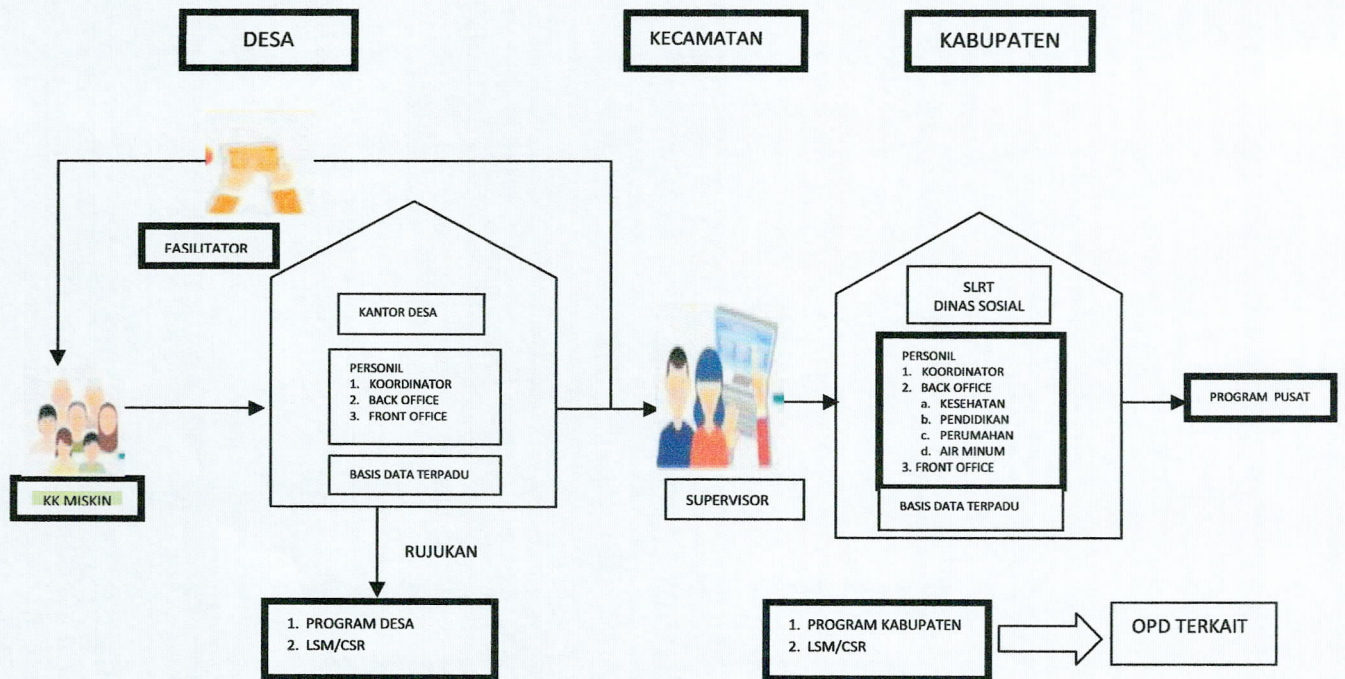 DESA
KECAMATAN
KABUPATEN
FASILITATOR
KANTOR DESA
PERSONIL
1. KOORDINATOR
2. BACK OFFICE
3. FRONT OFFICE
BASIS DATA TERPADU
KK MISKIN
RUJUKAN
1. PROGRAM DESA
2. LSM/CSR
SUPERVISOR
SLRT
DINAS SOSIAL
PERSONIL
1. KOORDINATOR
2. BACK OFFICE
a. KESEHATAN
b. PENDIDIKAN
c. PERUMAHAN
d. AIR MINUM
3. FRONT OFFICE
BASIS DATA TERPADU
PROGRAM PUSAT
1. PROGRAM KABUPATEN
2. LSM/CSR
OPD TERKAIT